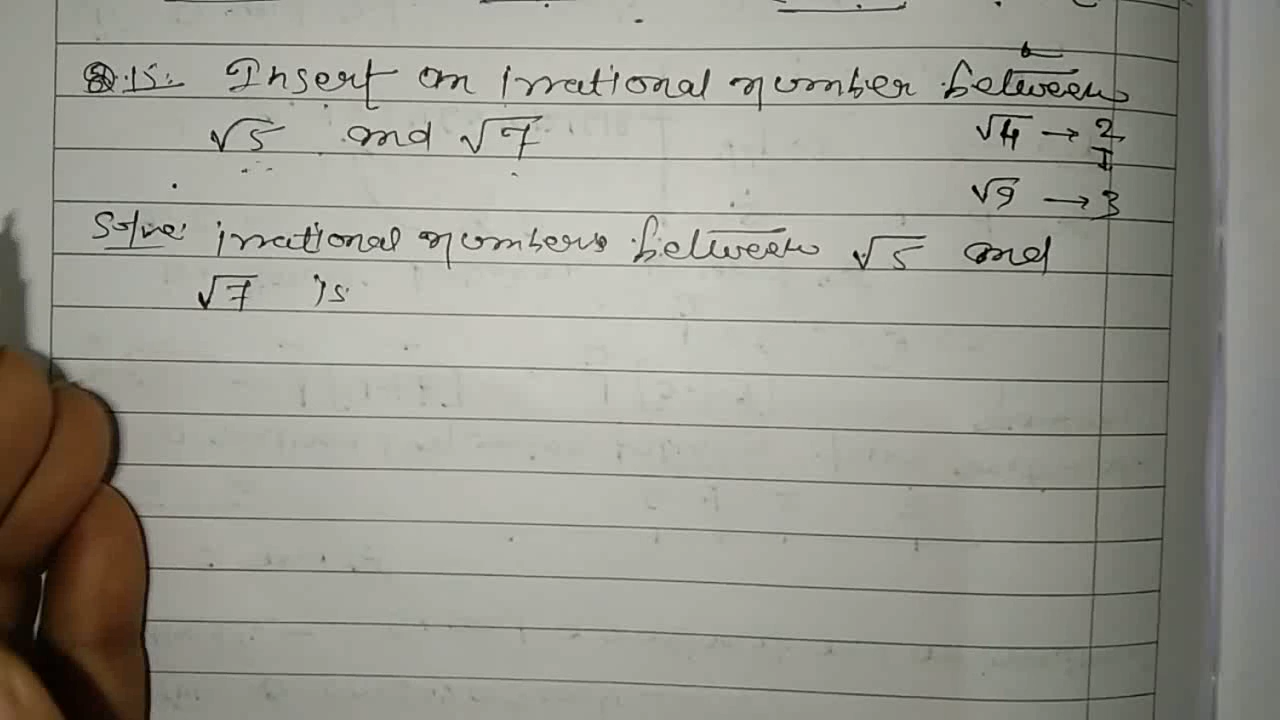 Q.15. Insert an irrational number between
√5 and √7
√4 → 2
√9 → 3
Solve: irrational numbers between √5 and
√7 is